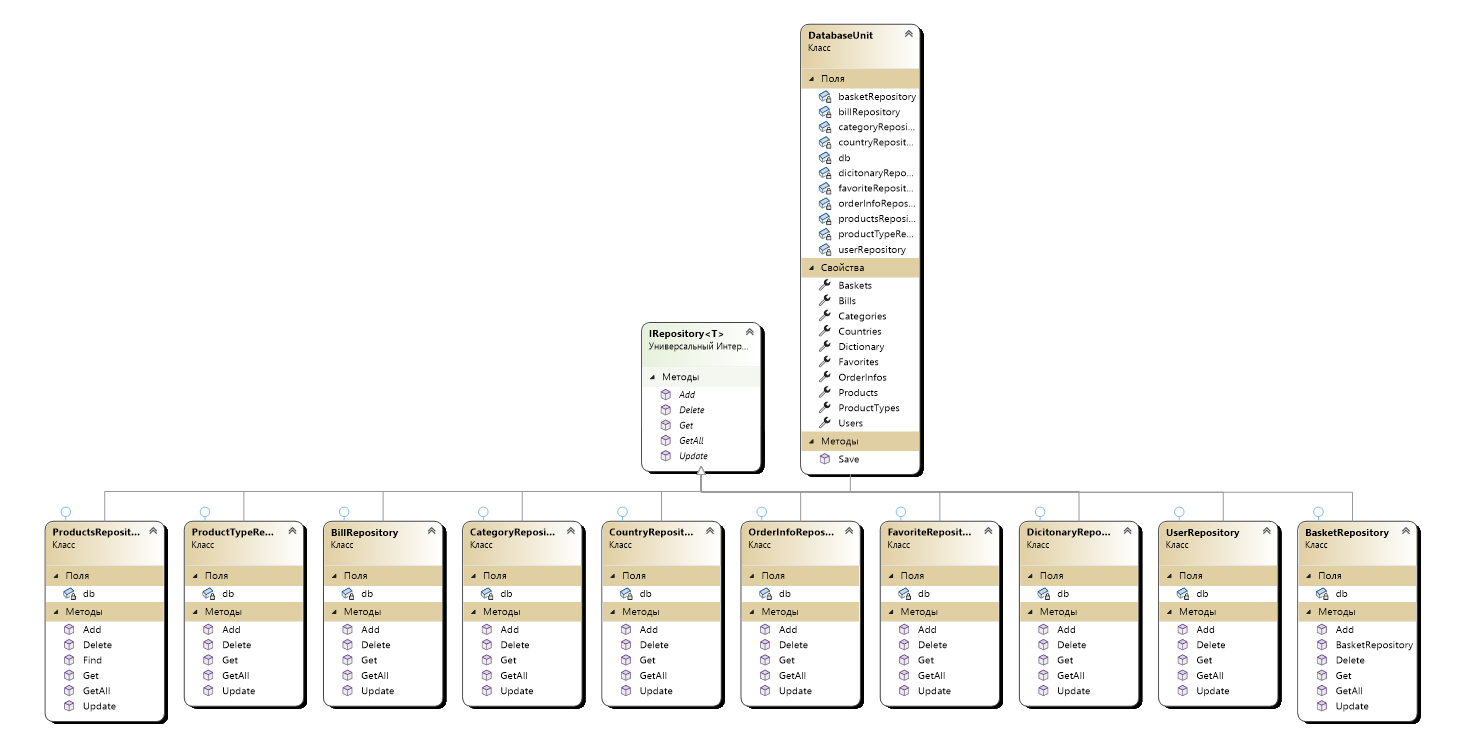 DatabaseUnit
Класс
Поля
basketRepository
billRepository
categoryReposi...
countryReposit...
db
dicitonaryRepo...
favoriteReposit...
orderInfoRepos...
productsReposi...
productTypeRe...
userRepository
Свойства
Baskets
Bills
Categories
Countries
Dictionary
Favorites
OrderInfos
Products
ProductTypes
Users
Методы
Save
IRepository<T>
Универсальный Интер...
Методы
Add
Delete
Get
GetAll
Update
ProductsReposit...
Класс
Поля
db
Методы
Add
Delete
Find
Get
GetAll
Update
ProductTypeRe...
Класс
Поля
db
Методы
Add
Delete
Get
GetAll
Update
BillRepository
Класс
Поля
db
Методы
Add
Delete
Get
GetAll
Update
CategoryReposi...
Класс
Поля
db
Методы
Add
Delete
Get
GetAll
Update
CountryReposit...
Класс
Поля
db
Методы
Add
Delete
Get
GetAll
Update
OrderInfoRepos...
Класс
Поля
db
Методы
Add
Delete
Get
GetAll
Update
FavoriteReposit...
Класс
Поля
db
Методы
Add
Delete
Get
GetAll
Update
DicitonaryRepo...
Класс
Поля
db
Методы
Add
Delete
Get
GetAll
Update
UserRepository
Класс
Поля
db
Методы
Add
Delete
Get
GetAll
Update
BasketRepository
Класс
Поля
db
Методы
Add
BasketRepository
Delete
Get
GetAll
Update